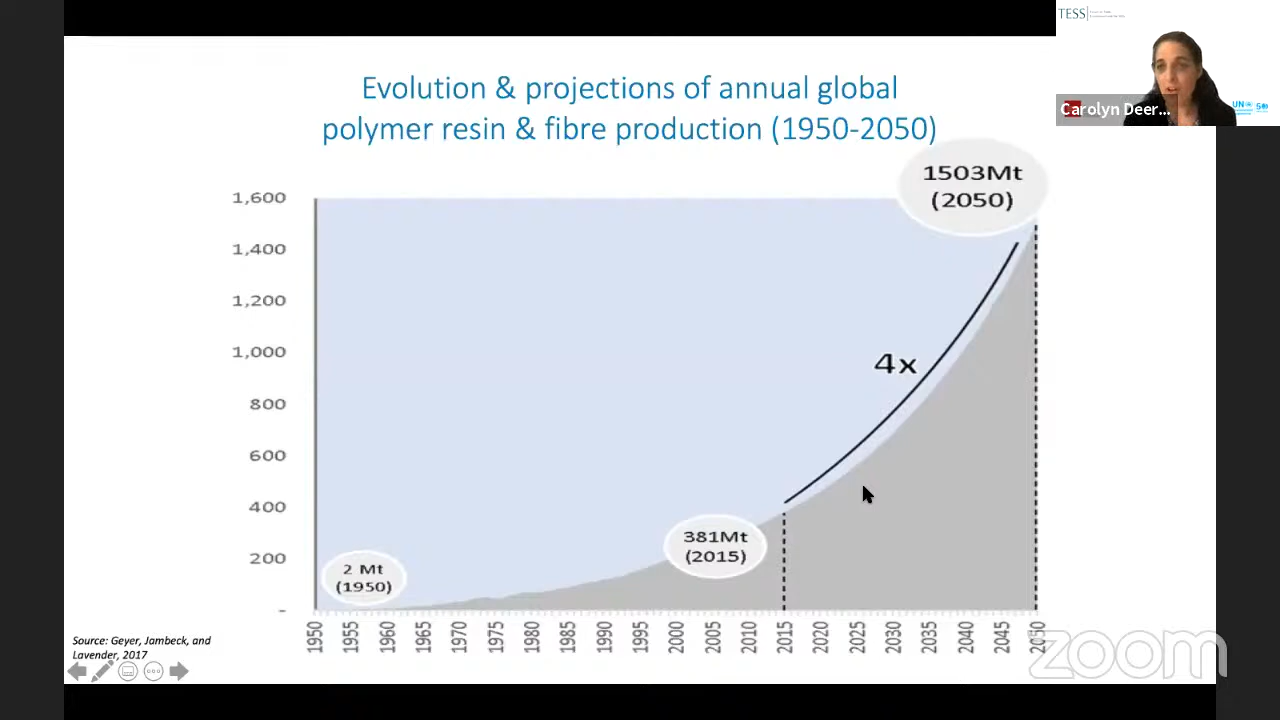 TESS
Carolyn Deer...
UN
Evolution & projections of annual global
polymer resin & fibre production (1950-2050)
1503Mt
(2050)
1,600
1,400
1,200
1,000
800
600
400
200
-
4x
381Mt
(2015)
2 Mt
(1950)
1950 1955 1960 1965 1970 1975 1980 1985 1990 1995 2000 2005 2010 2015 2020 2025 2030 2035 2040 2045 2050
Source: Geyer, Jambeck, and
Lavender, 2017
zoom